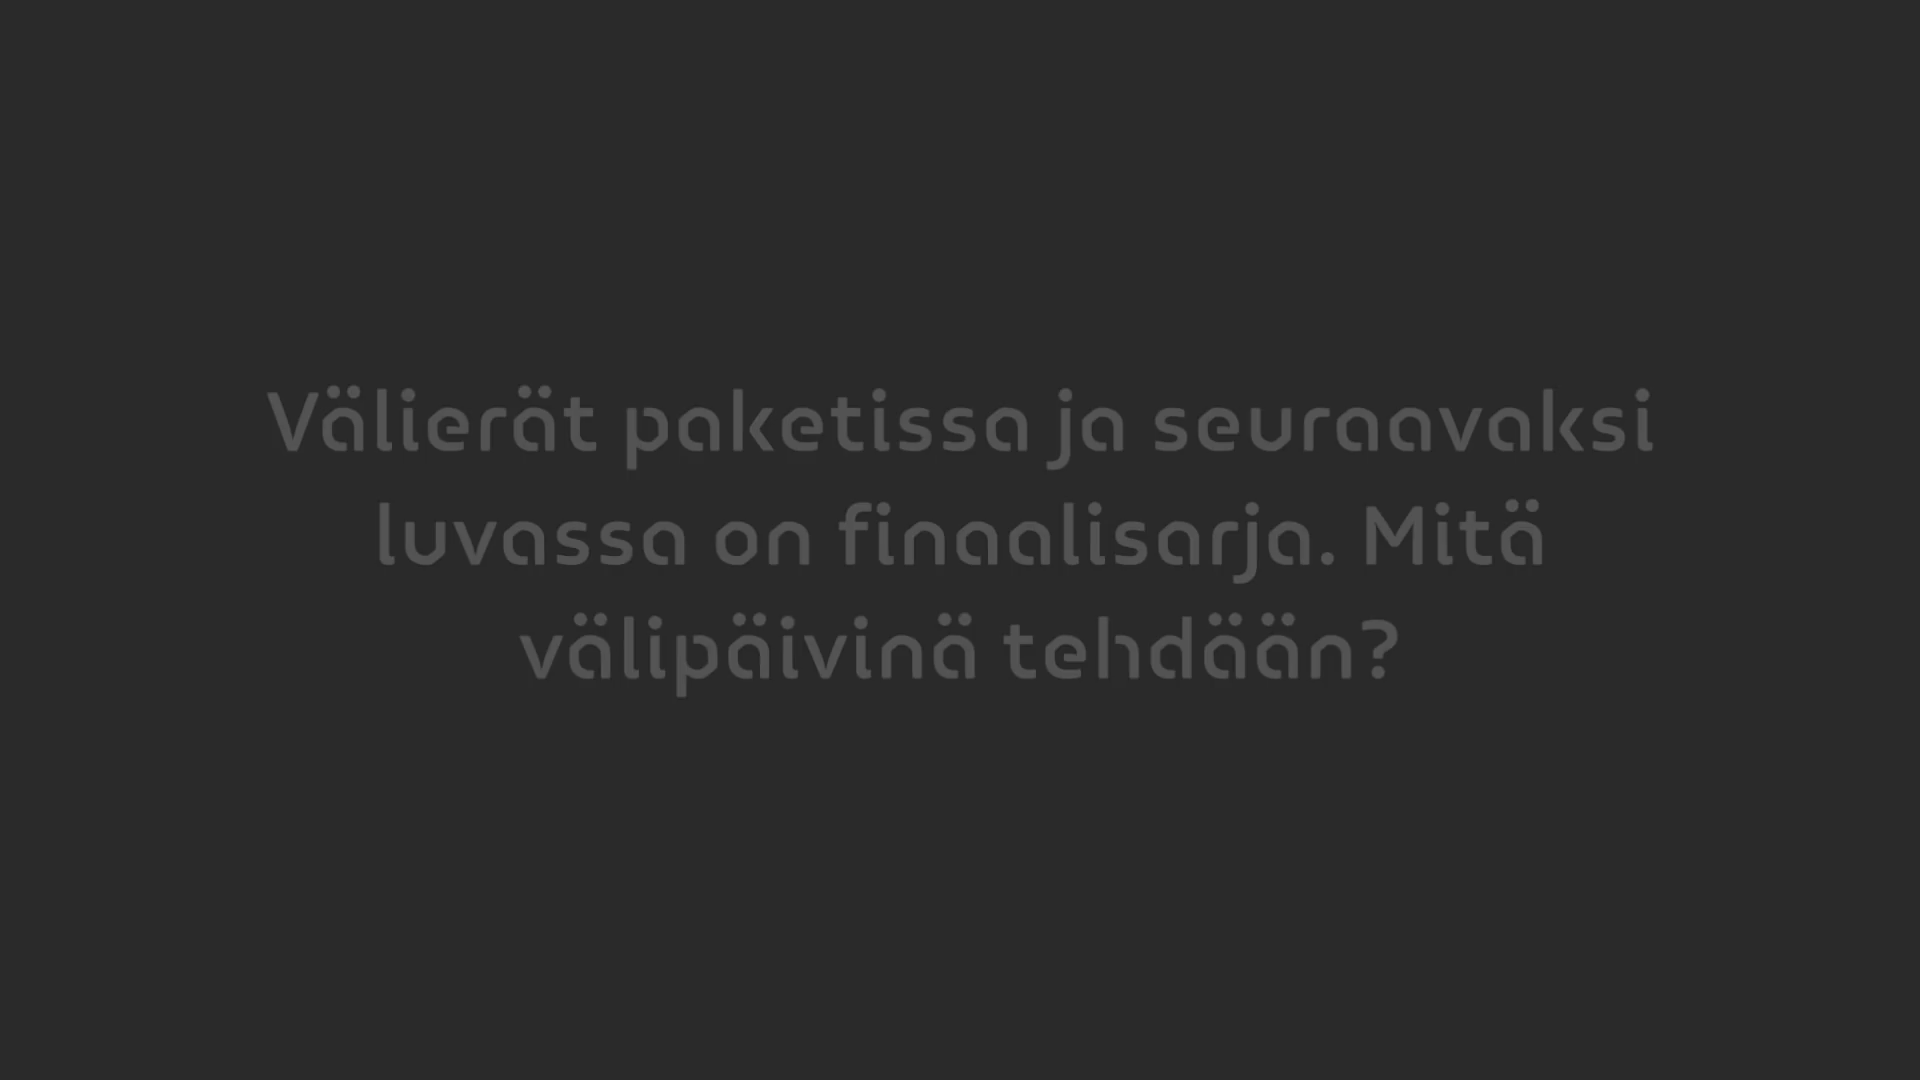 Välierät paketissa ja seuraavaksi
luvassa on finaalisarja. Mitä
välipäivinä tehdään?